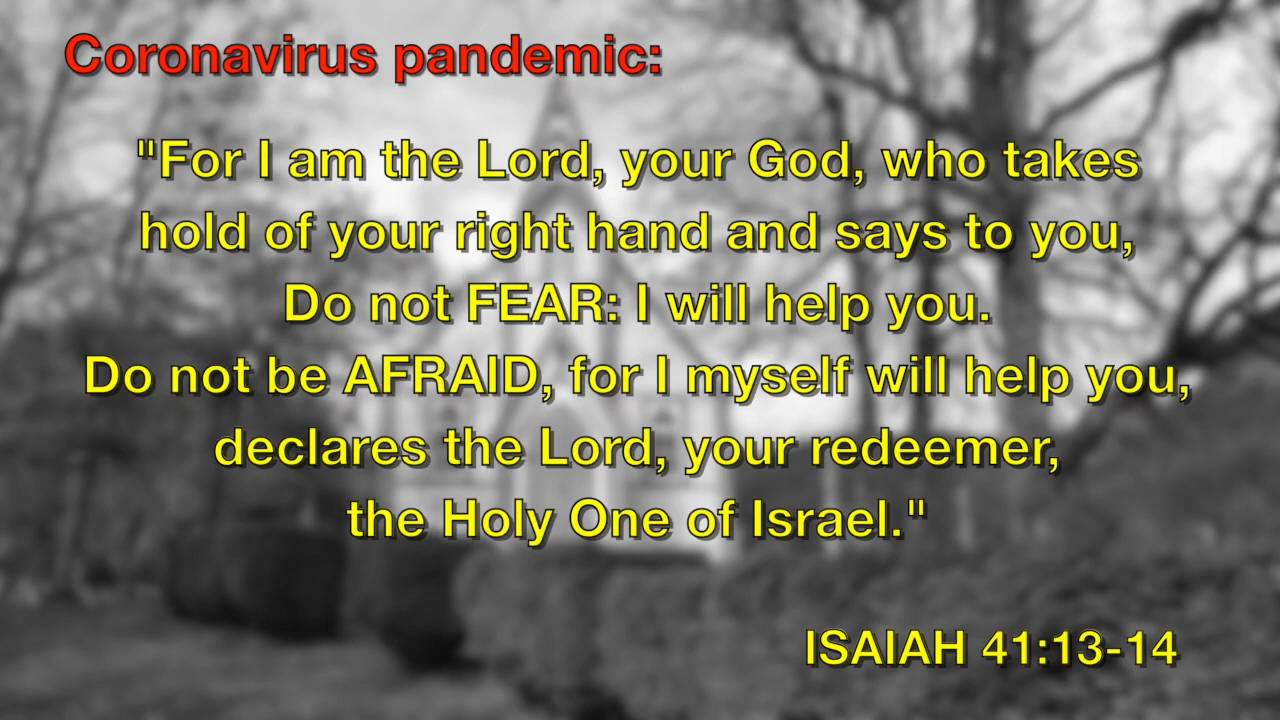 Coronavirus pandemic:
"For I am the Lord, your God, who takes
hold of your right hand and says to you,
Do not FEAR: I will help you.
Do not be AFRAID, for I myself will help you,
declares the Lord, your redeemer,
the Holy One of Israel."
ISAIAH 41:13-14